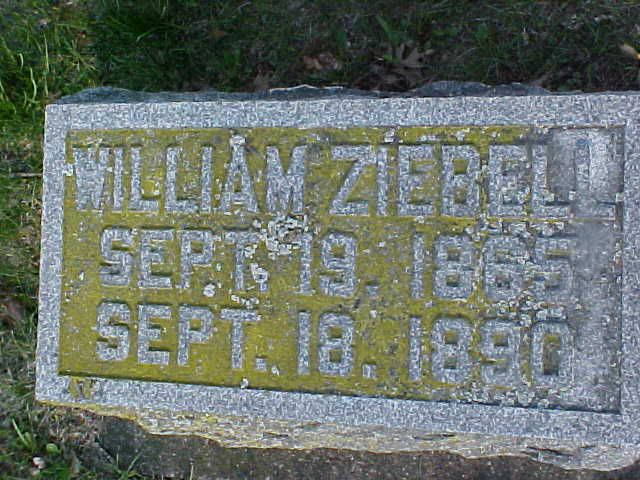 WILLIAM ZIEBELL
SEPT. 19. 1865
SEPT. 18. 1890